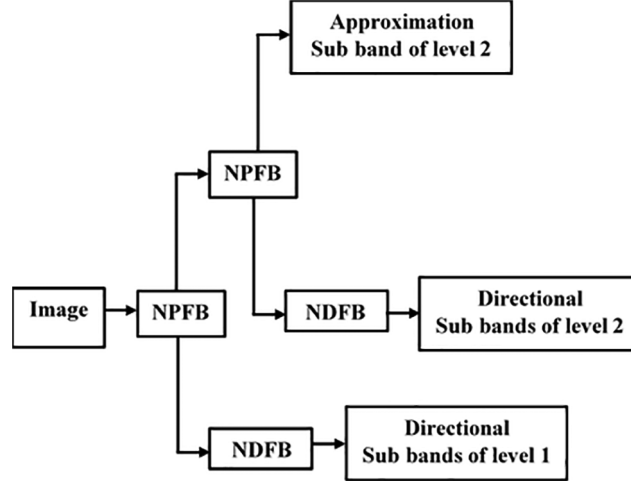 Approximation
Sub band of level 2
NPFB
Image
NPFB
NDFB
Directional
Sub bands of level 2
NDFB
Directional
Sub bands of level 1